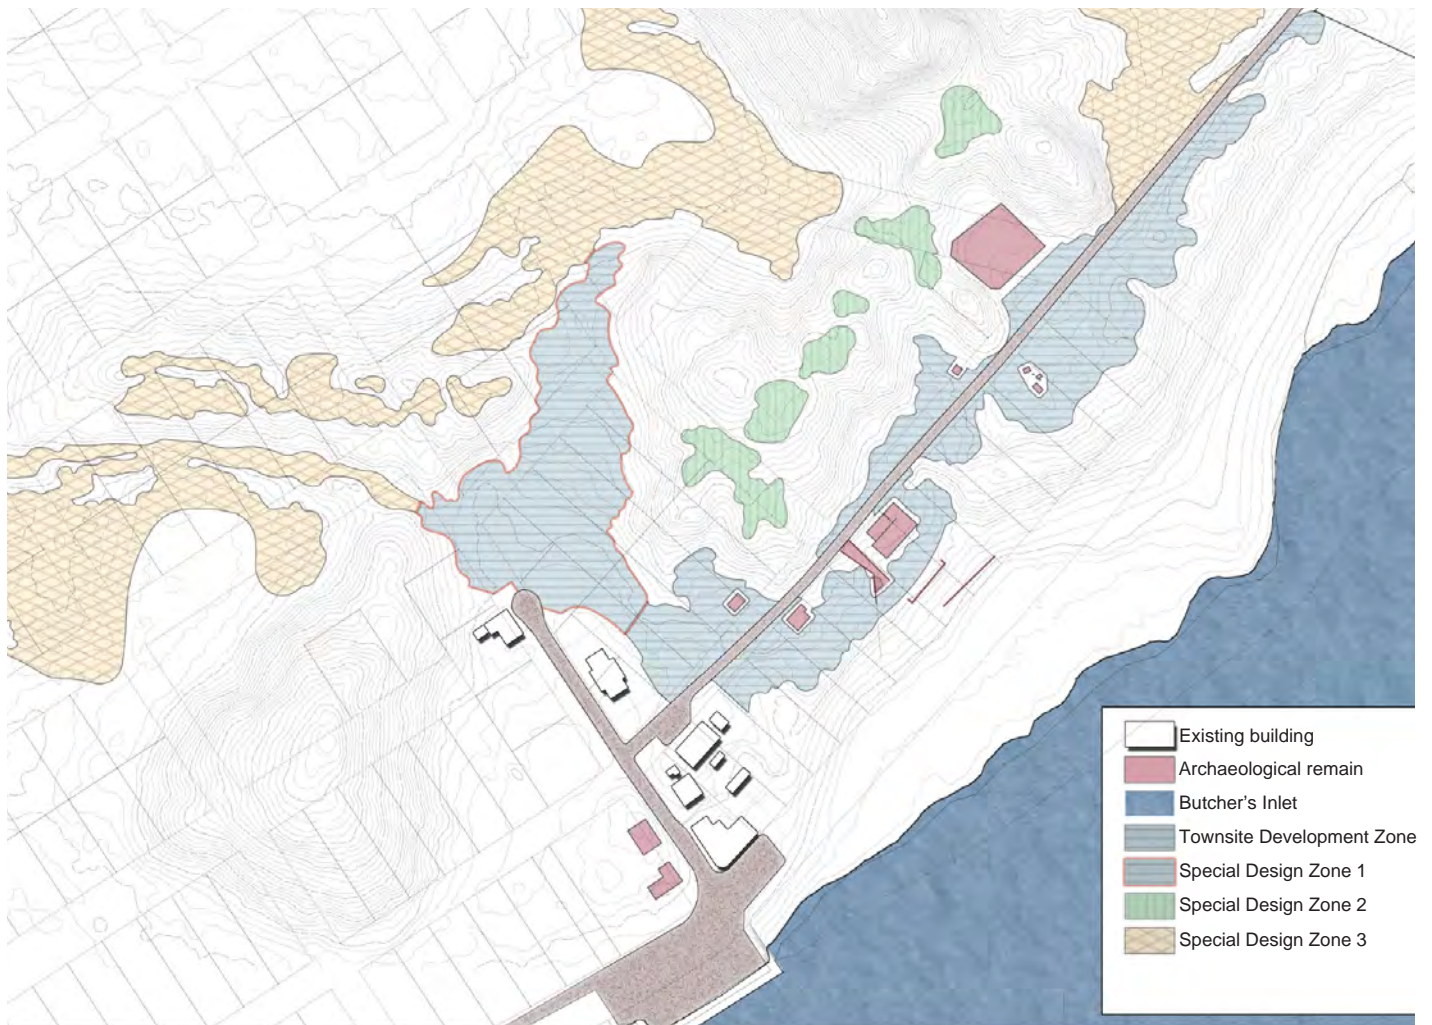 Existing building
Archaeological remain
Butcher's Inlet
Townsite Development Zone
Special Design Zone 1
Special Design Zone 2
Special Design Zone 3